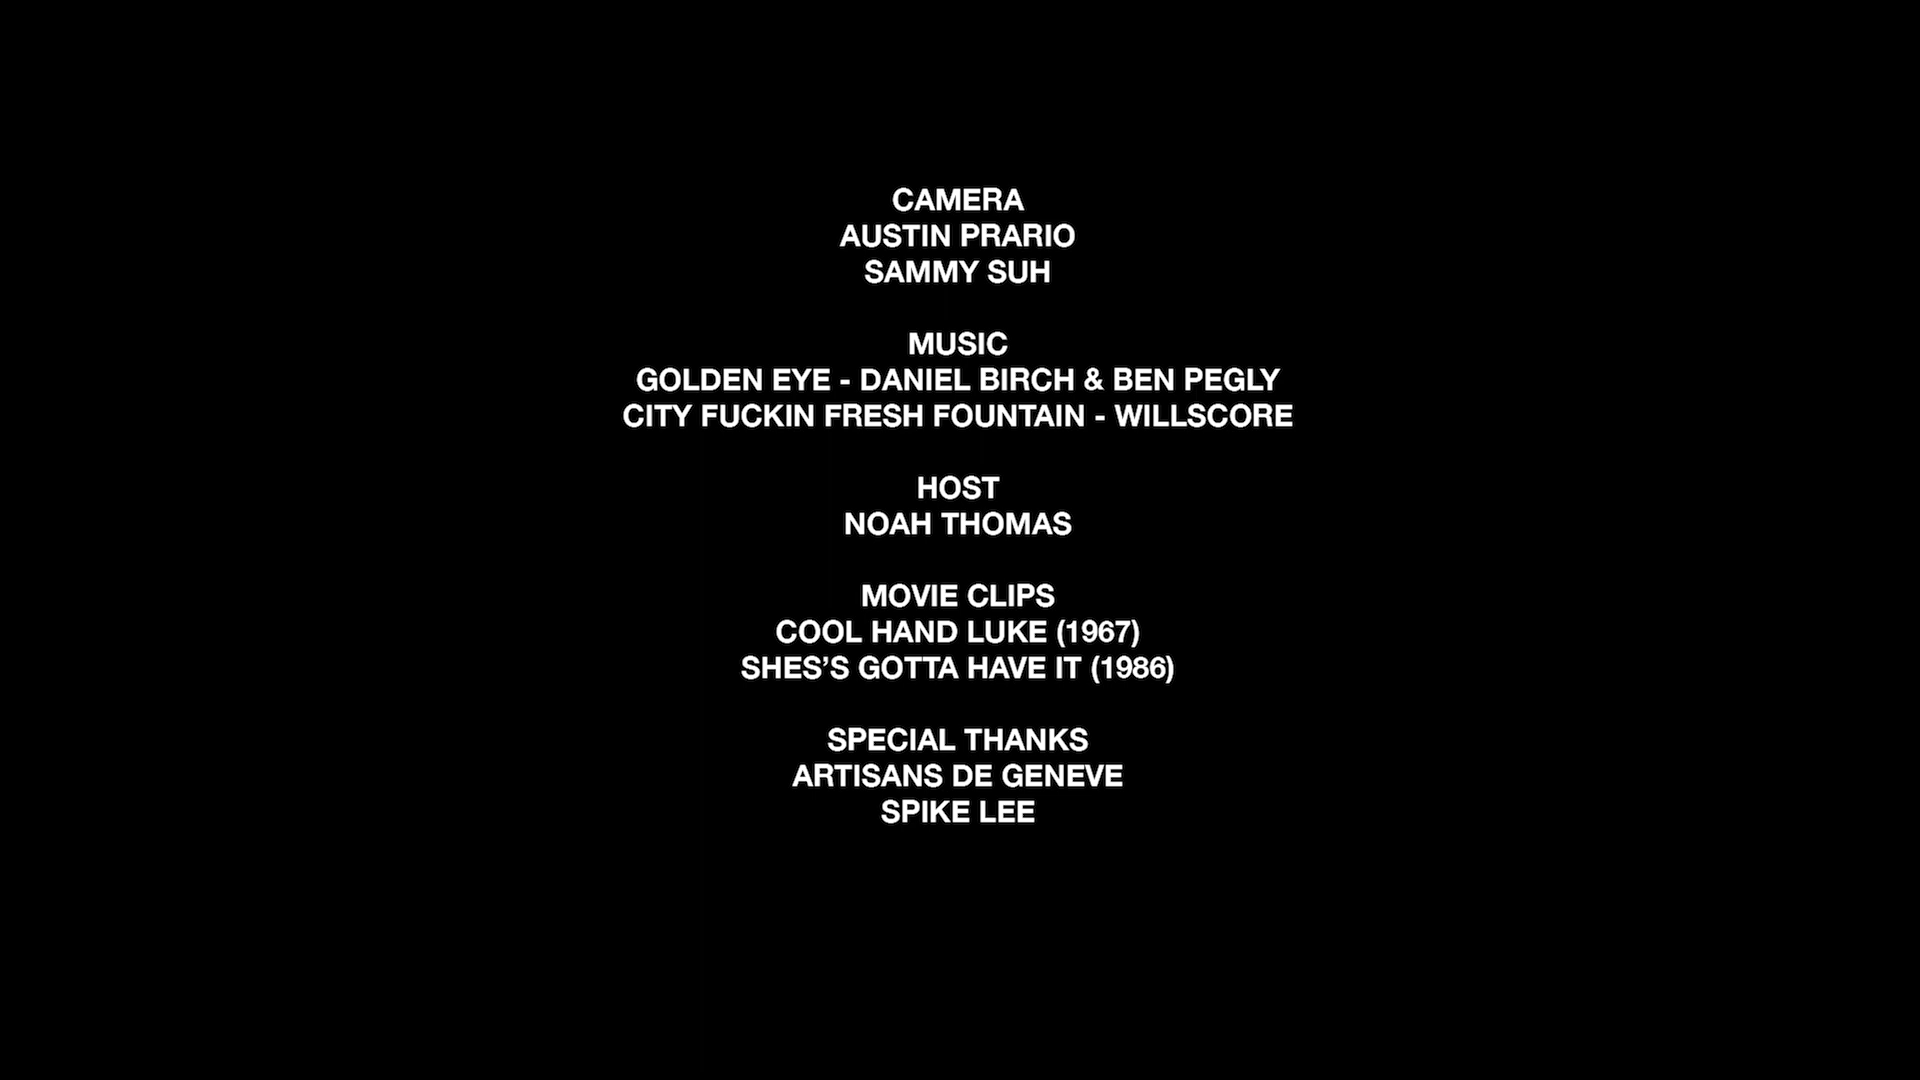 CAMERA
AUSTIN PRARIO
SAMMY SUH
MUSIC
GOLDEN EYE - DANIEL BIRCH & BEN PEGLY
CITY FUCKIN FRESH FOUNTAIN - WILLSCORE
HOST
NOAH THOMAS
MOVIE CLIPS
COOL HAND LUKE (1967)
SHES’S GOTTA HAVE IT (1986)
SPECIAL THANKS
ARTISANS DE GENEVE
SPIKE LEE